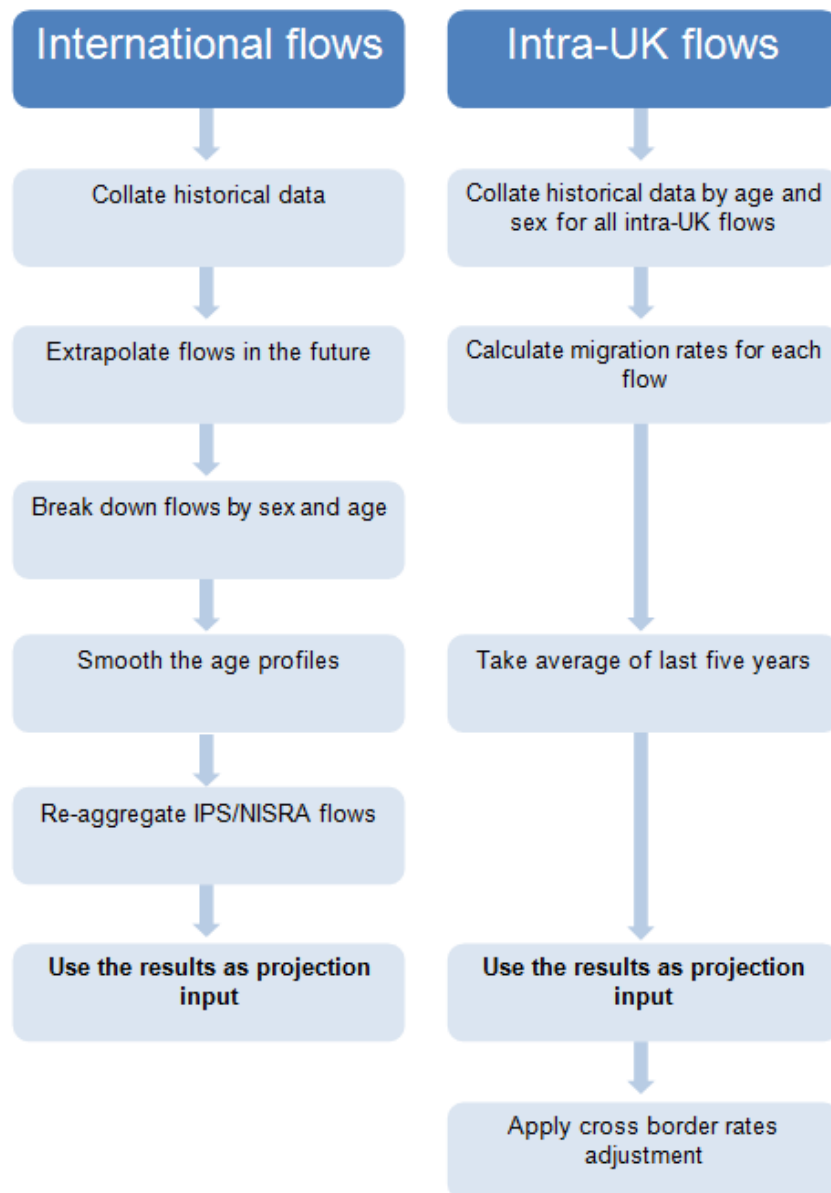 International flows
Collate historical data
Extrapolate flows in the future
Break down flows by sex and age
Smooth the age profiles
Re-aggregate IPS/NISRA flows
Use the results as projection
input
Intra-UK flows
Collate historical data by age and
sex for all intra-UK flows
Calculate migration rates for each
flow
Take average of last five years
Use the results as projection
input
Apply cross border rates
adjustment